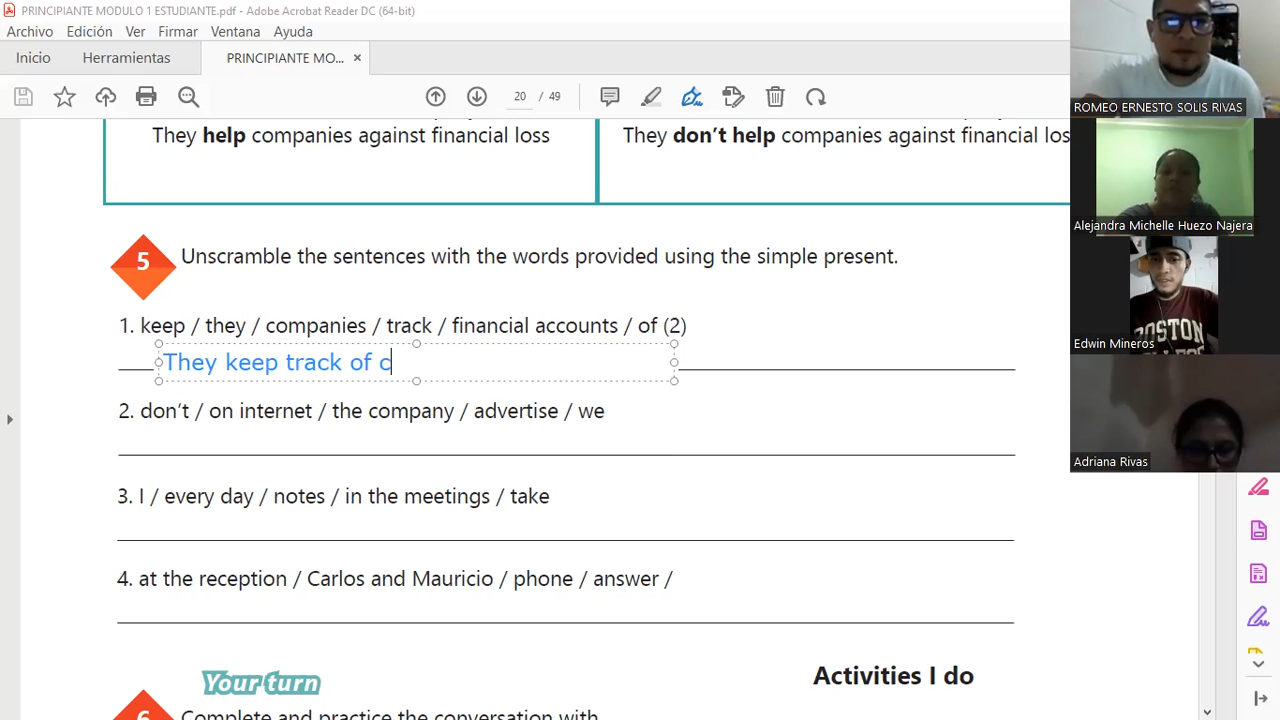 PRINCIPIANTE MODULO 1 ESTUDIANTE.pdf - Adobe Acrobat Reader DC (64-bit)
Archivo Edición Ver Firmar Ventana Ayuda
Inicio Herramientas PRINCIPIANTE MO... ×
20 / 49
They help companies against financial loss
They don't help companies against financial los
5 Unscramble the sentences with the words provided using the simple present.
1. keep / they / companies / track / financial accounts / of (2)
They keep track of c
2. don't / on internet / the company / advertise / we
3. I / every day / notes / in the meetings / take
4. at the reception / Carlos and Mauricio / phone / answer /
Your turn
Activities I do
6 Complete and practice the conversation with
ROMEO ERNESTO SOLIS RIVAS
Alejandra Michelle Huezo Najera
Edwin Mineros
BOSTON
Adriana Rivas